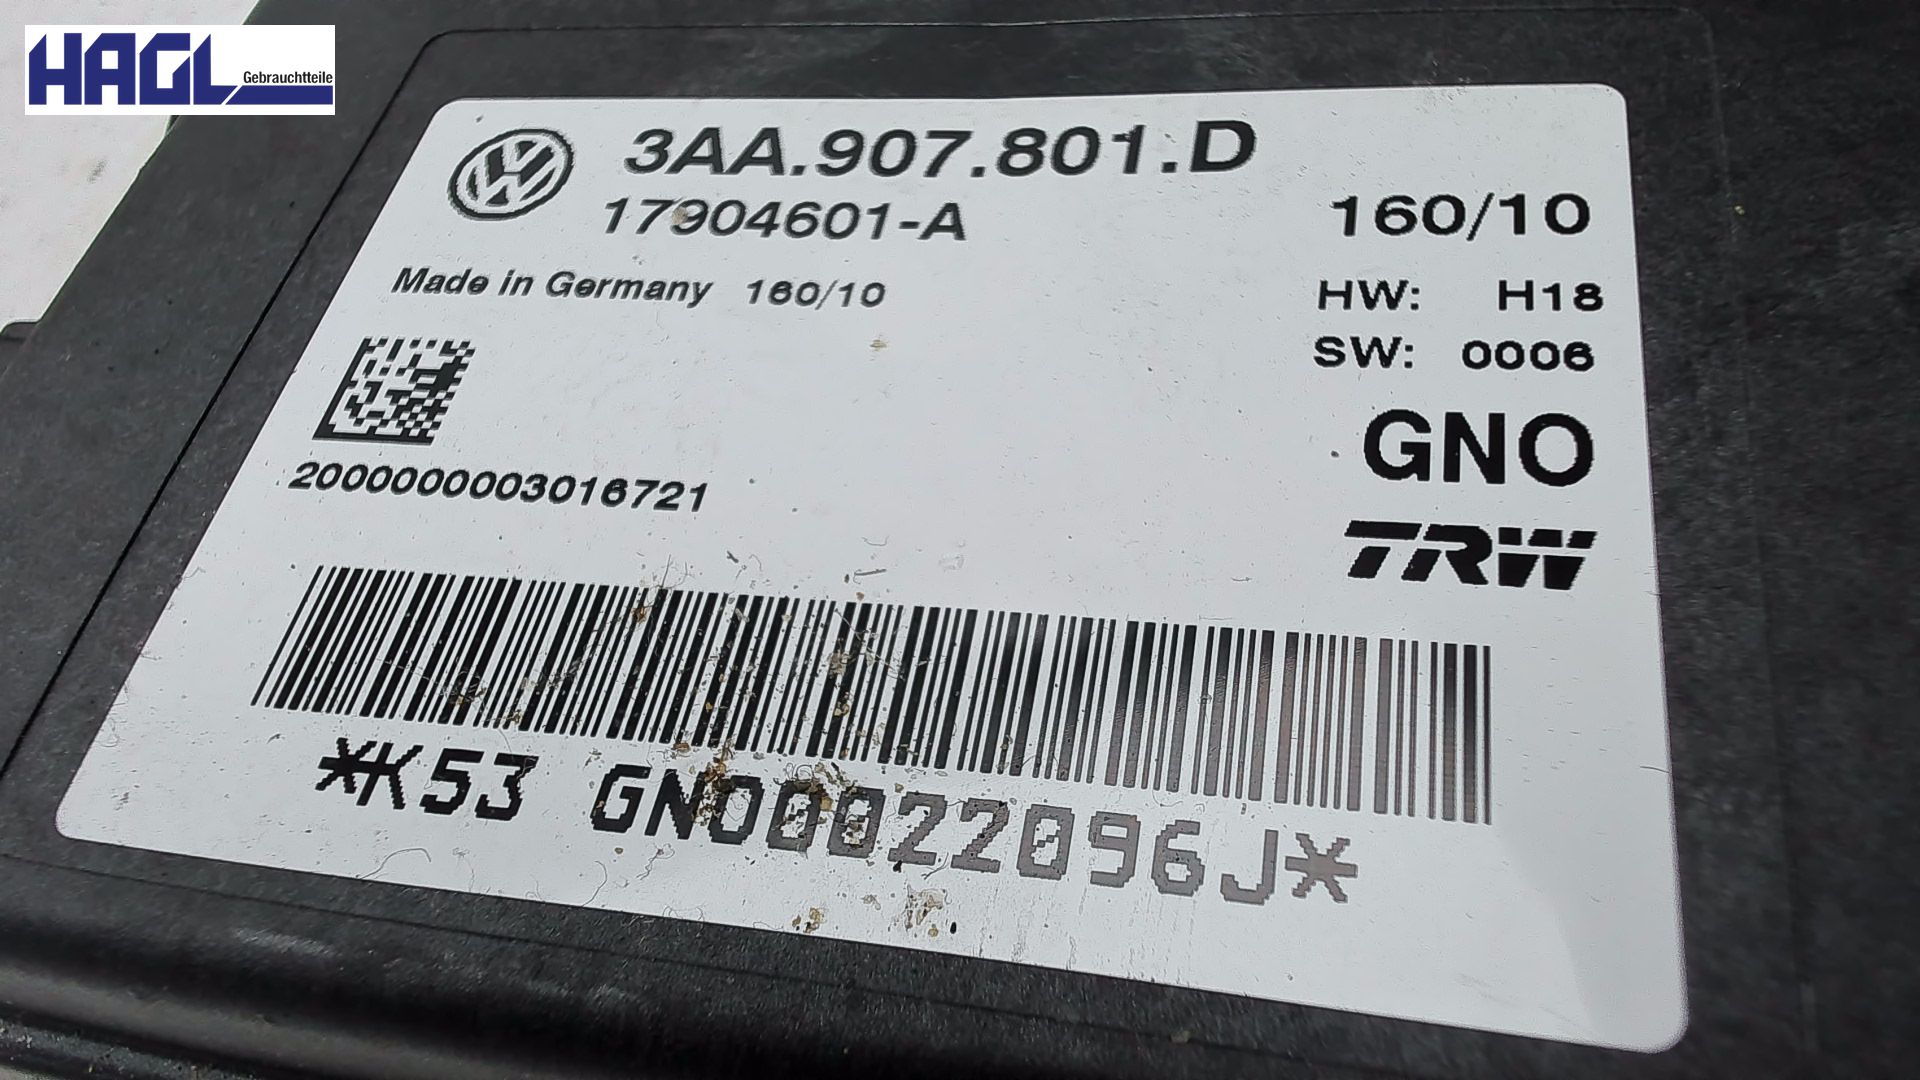 HAGL
Gebrauchtteile
3AA.907.801.D
17904601-A
160/10
Made in Germany 160/10
HW: H18
SW: 0006
GNO
TRW
2000000003016721
*K53 GNO00022096J*